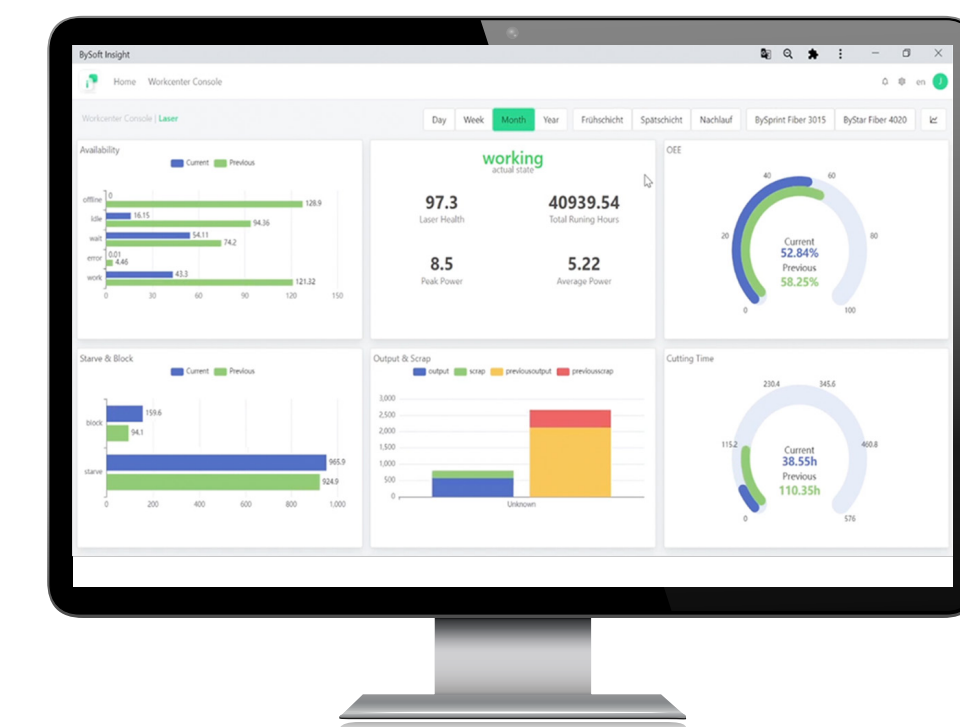 BySoft Insight
Home Workcenter Console
en J
Workcenter Console | Laser
Day Week Month Year Frühschicht Spätschicht Nachlauf BySprint Fiber 3015 ByStar Fiber 4020
Availability
Current Previous
offline 0 128.9
idle 16.15 94.36
wait 54.11 74.2
error 0.01 4.46
work 43.3 121.32
0 30 60 90 120 150
working
actual state
97.3 40939.54
Laser Health Total Runing Hours
8.5 5.22
Peak Power Average Power
OEE
40 60
20 80
Current
52.84%
Previous
58.25%
0 100
Starve & Block
Current Previous
block 159.6 94.1
starve 965.9 924.9
0 200 400 600 800 1,000
Output & Scrap
output scrap previousoutput previousscrap
3,000
2,500
2,000
1,500
1,000
500
0
Unknown
Cutting Time
230.4 345.6
115.2 460.8
Current
38.55h
Previous
110.35h
0 576